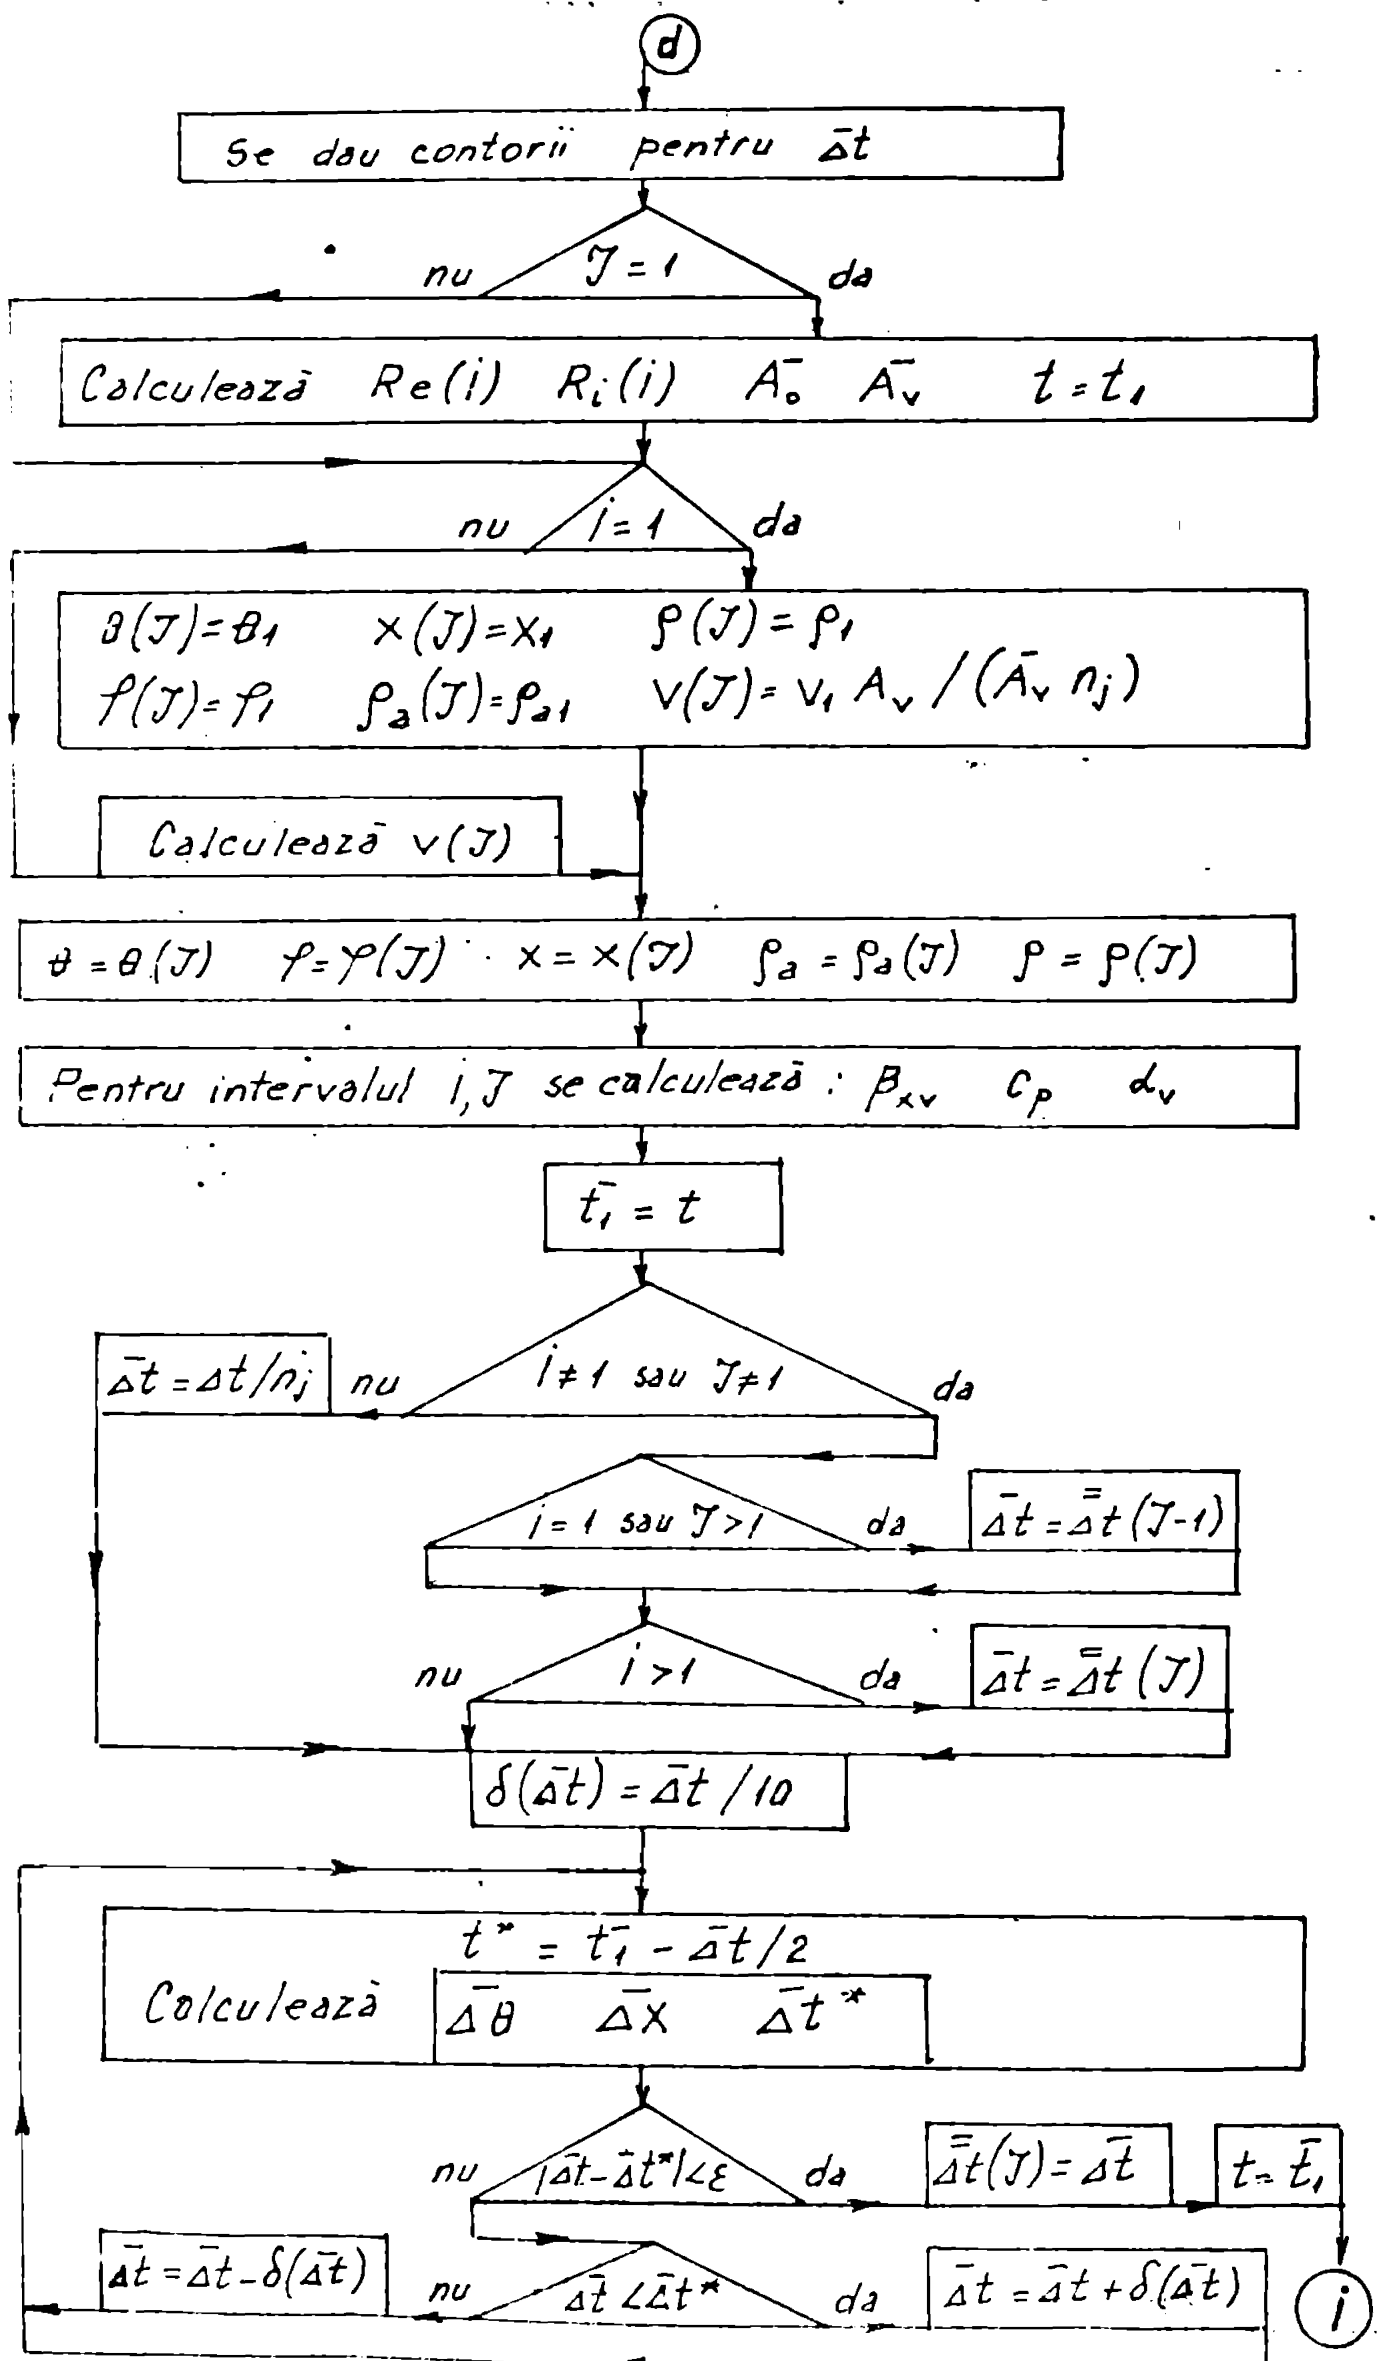 d
Se dau contorii pentru Δ̄t
J = 1
nu
da
Calculează Re(i) Ri(i) A̅o A̅v t = t1
i = 1
nu
da
θ(J)=θ1 x(J)=x1 ρ(J)=ρ1
φ(J)=φ1 ρa(J)=ρa1 v(J)=v1 Av /(A̅v nj)
Calculează v(J)
θ = θ(J) φ=φ(J) x = x(J) ρa = ρa(J) ρ = ρ(J)
Pentru intervalul i,J se calculează : βxv Cp αv
t̄1 = t
i≠1 sau J≠1
Δ̄t = Δt/nj
nu
da
i = 1 sau J>1
da
Δ̄t = Δ̿t (J-1)
i >1
nu
da
Δ̄t = Δ̿t (J)
δ(Δ̄t) = Δ̄t /10
t* = t̄1 - Δ̄t/2
Calculează Δ̄θ Δ̄x Δ̄t*
nu
|Δ̄t-Δ̄t*|<ε
da
Δ̿t(J) = Δ̄t
t = t̄1
Δ̄t = Δ̄t-δ(Δ̄t)
nu
Δ̄t <Δ̄t*
da
Δ̄t = Δ̄t + δ(Δ̄t)
i